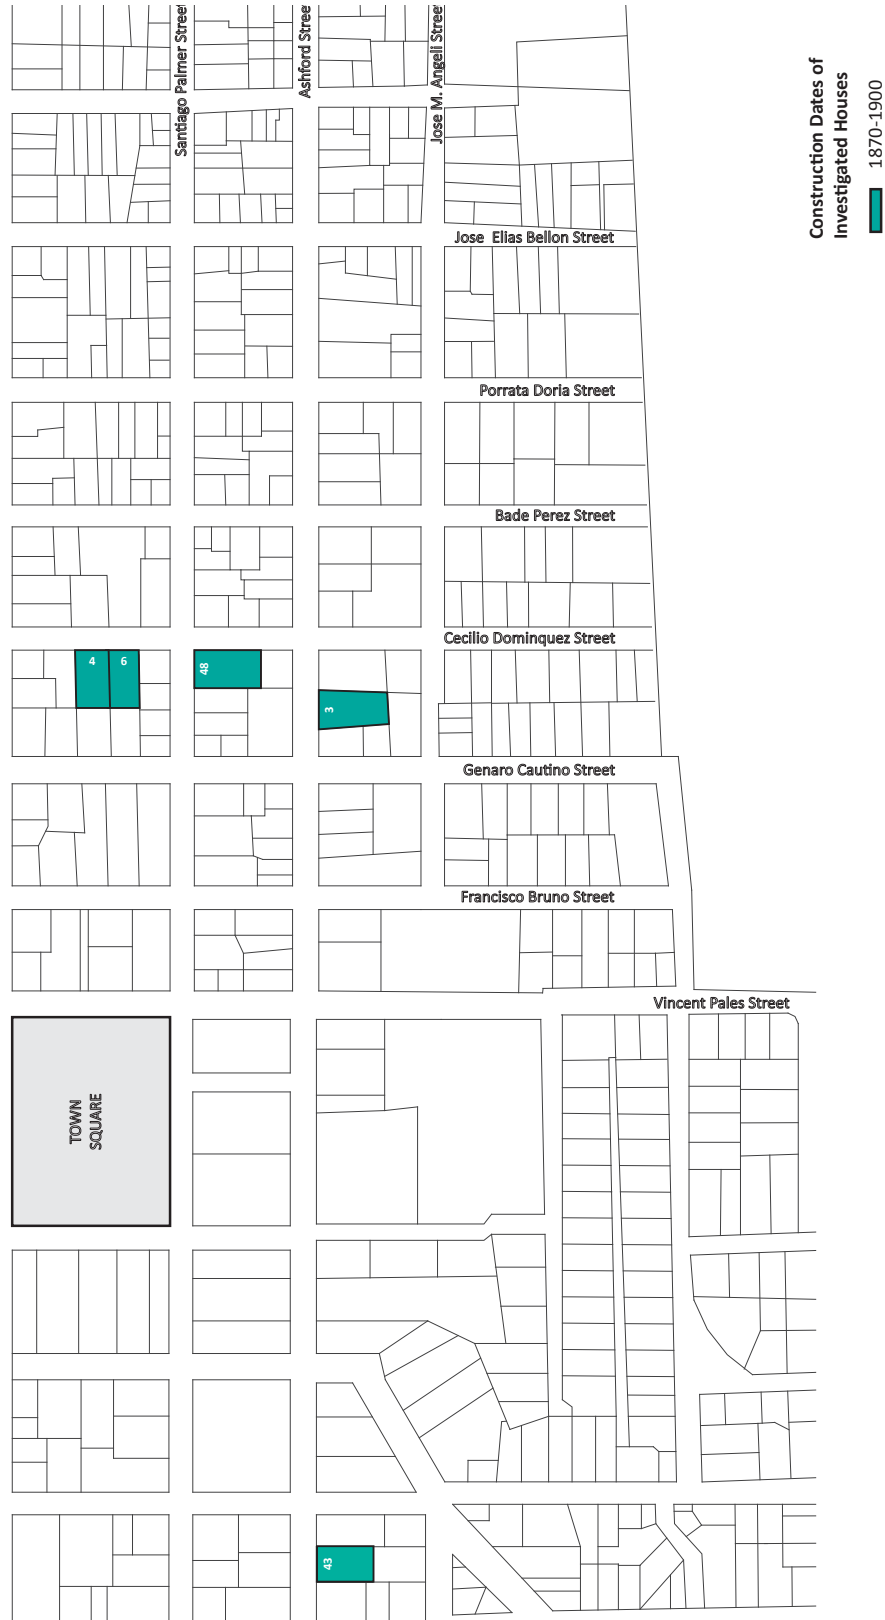 Santiago Palmer Street
Ashford Street
Jose M. Angeli Street
Construction Dates of
Investigated Houses
1870-1900
Jose Elias Bellon Street
Porrata Doria Street
Bade Perez Street
Cecilio Dominquez Street
4
6
48
3
Genaro Cautino Street
Francisco Bruno Street
Vincent Pales Street
TOWN
SQUARE
43